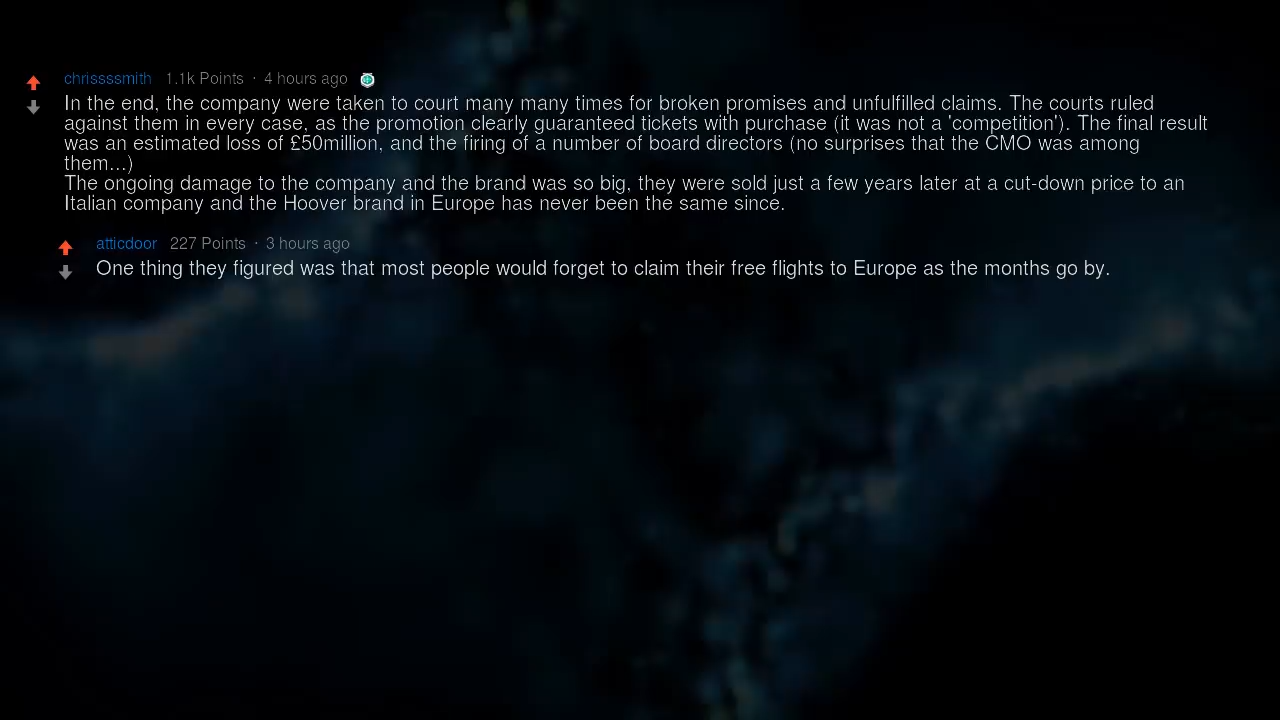 chrissssmith 1.1k Points · 4 hours ago
In the end, the company were taken to court many many times for broken promises and unfulfilled claims. The courts ruled
against them in every case, as the promotion clearly guaranteed tickets with purchase (it was not a 'competition'). The final result
was an estimated loss of £50million, and the firing of a number of board directors (no surprises that the CMO was among
them...)
The ongoing damage to the company and the brand was so big, they were sold just a few years later at a cut-down price to an
Italian company and the Hoover brand in Europe has never been the same since.
atticdoor 227 Points · 3 hours ago
One thing they figured was that most people would forget to claim their free flights to Europe as the months go by.